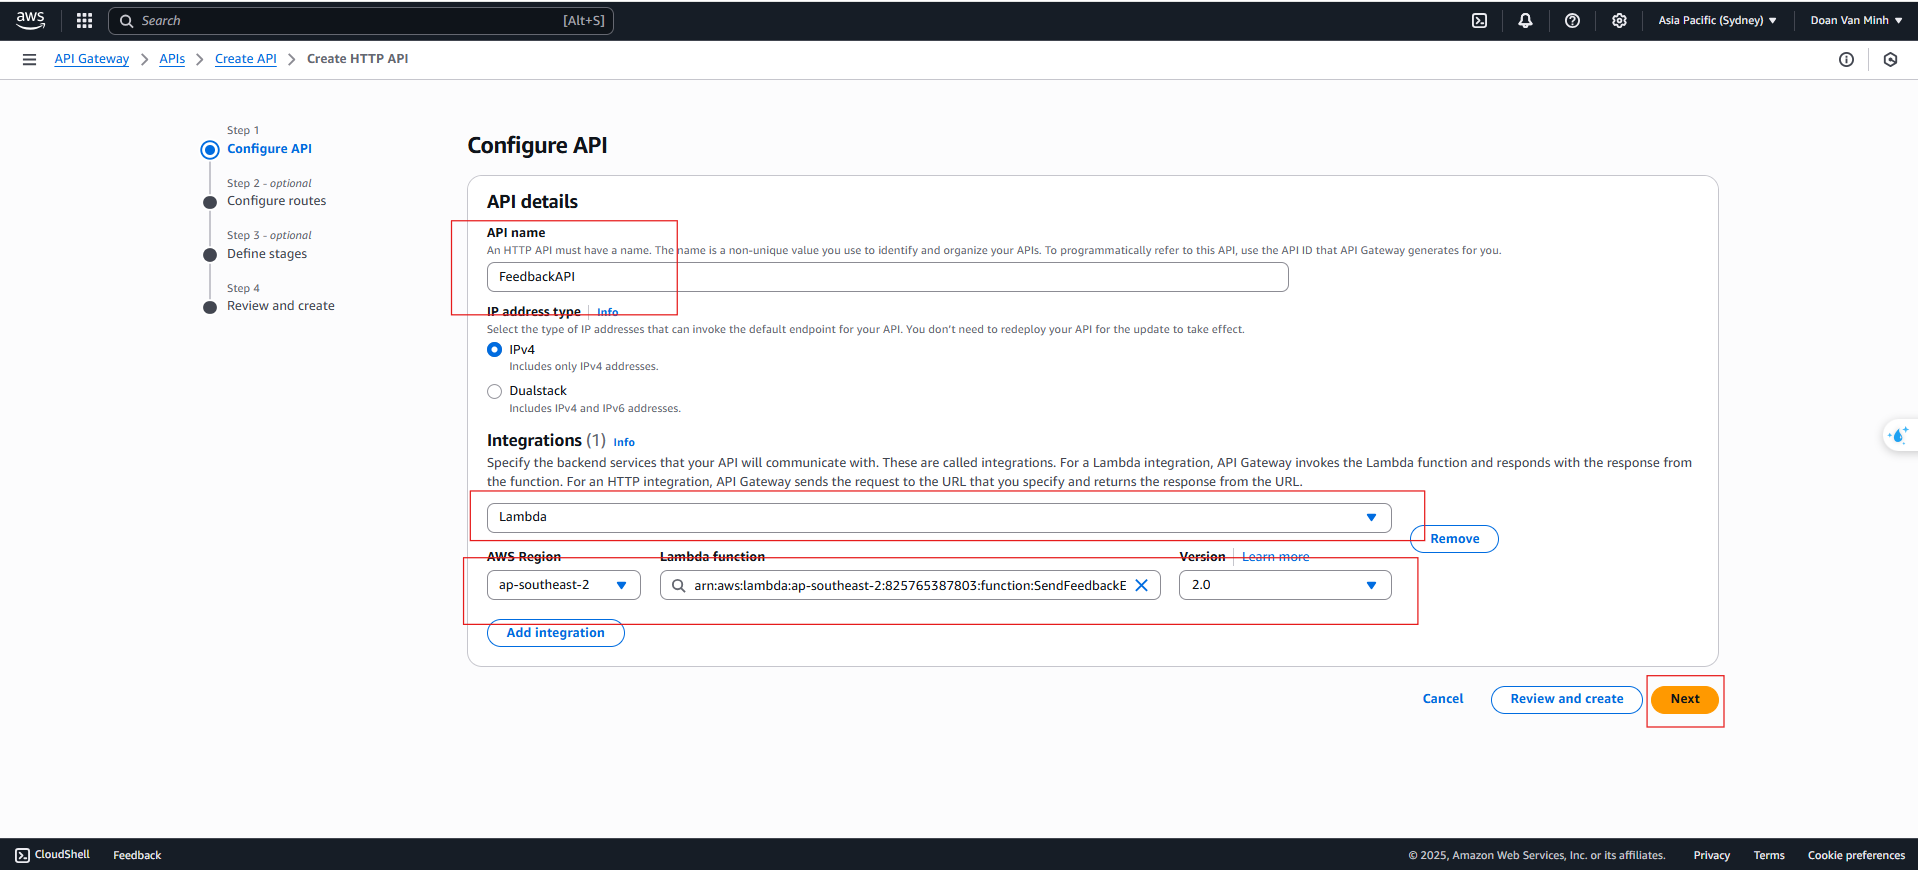 aws
Search [Alt+S]
Asia Pacific (Sydney)
Doan Van Minh
API Gateway > APIs > Create API > Create HTTP API
Step 1
Configure API
Step 2 - optional
Configure routes
Step 3 - optional
Define stages
Step 4
Review and create
Configure API
API details
API name
An HTTP API must have a name. The name is a non-unique value you use to identify and organize your APIs. To programmatically refer to this API, use the API ID that API Gateway generates for you.
FeedbackAPI
IP address type Info
Select the type of IP addresses that can invoke the default endpoint for your API. You don't need to redeploy your API for the update to take effect.
IPv4
Includes only IPv4 addresses.
Dualstack
Includes IPv4 and IPv6 addresses.
Integrations (1) Info
Specify the backend services that your API will communicate with. These are called integrations. For a Lambda integration, API Gateway invokes the Lambda function and responds with the response from
the function. For an HTTP integration, API Gateway sends the request to the URL that you specify and returns the response from the URL.
Lambda
Remove
AWS Region
Lambda function
Version Learn more
ap-southeast-2
arn:aws:lambda:ap-southeast-2:825765387803:function:SendFeedbackE
2.0
Add integration
Cancel
Review and create
Next
CloudShell
Feedback
© 2025, Amazon Web Services, Inc. or its affiliates.
Privacy
Terms
Cookie preferences